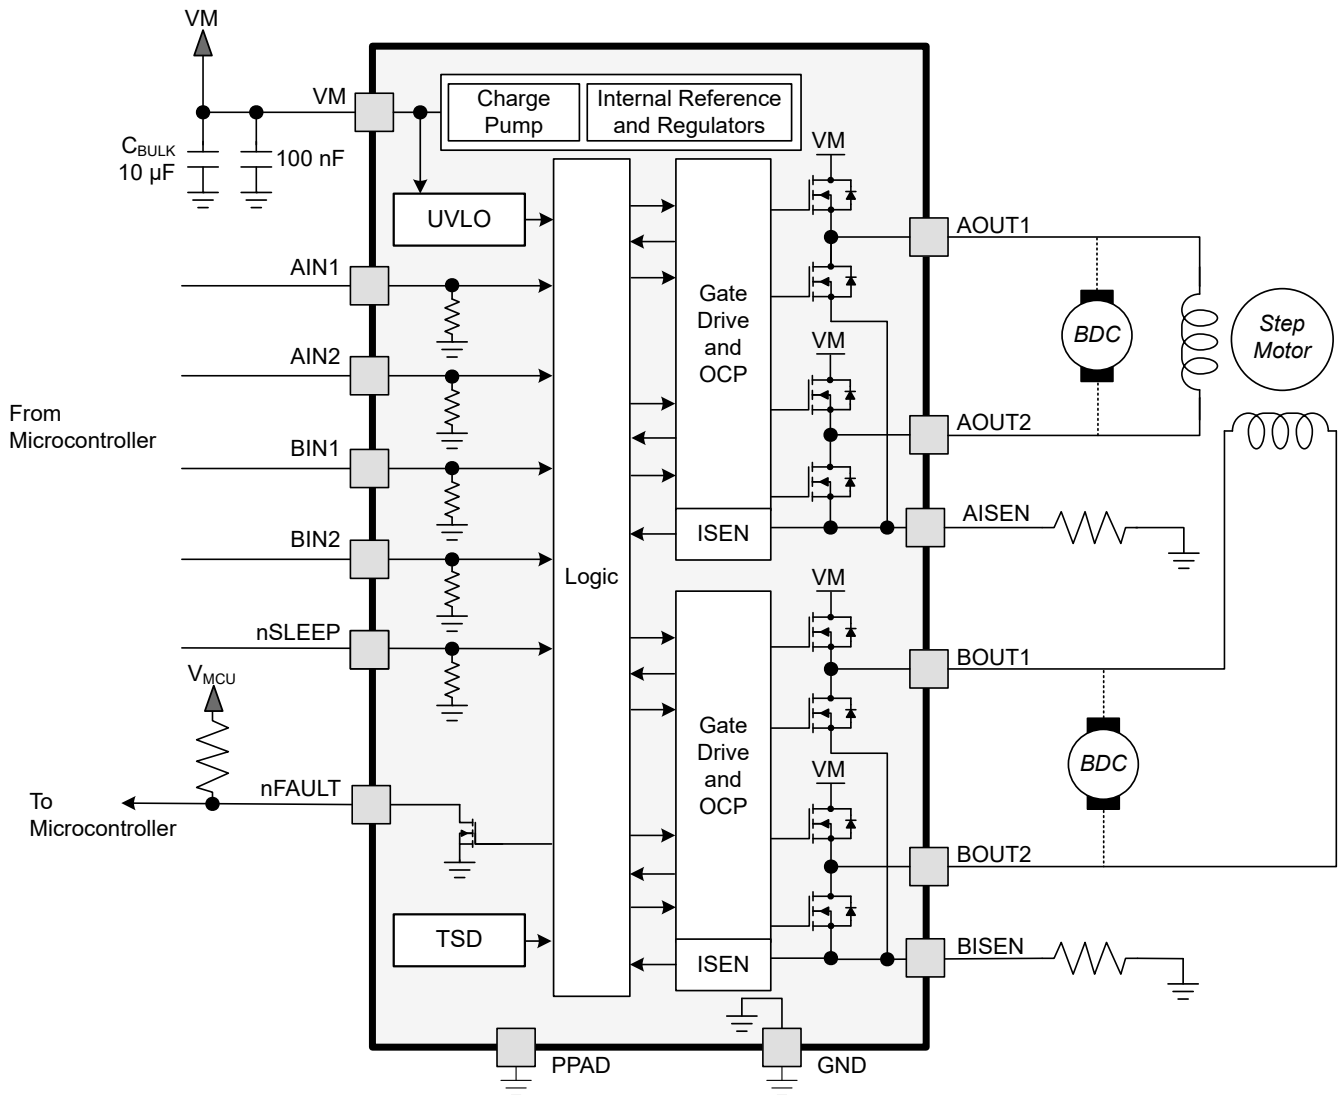 VM
VM
C_BULK
10 µF
100 nF
Charge
Pump
Internal Reference
and Regulators
UVLO
AIN1
AIN2
From
Microcontroller
BIN1
BIN2
nSLEEP
V_MCU
nFAULT
To
Microcontroller
TSD
Logic
Gate
Drive
and
OCP
ISEN
Gate
Drive
and
OCP
ISEN
VM
VM
VM
VM
AOUT1
BDC
Step
Motor
AOUT2
AISEN
BOUT1
BDC
BOUT2
BISEN
PPAD
GND